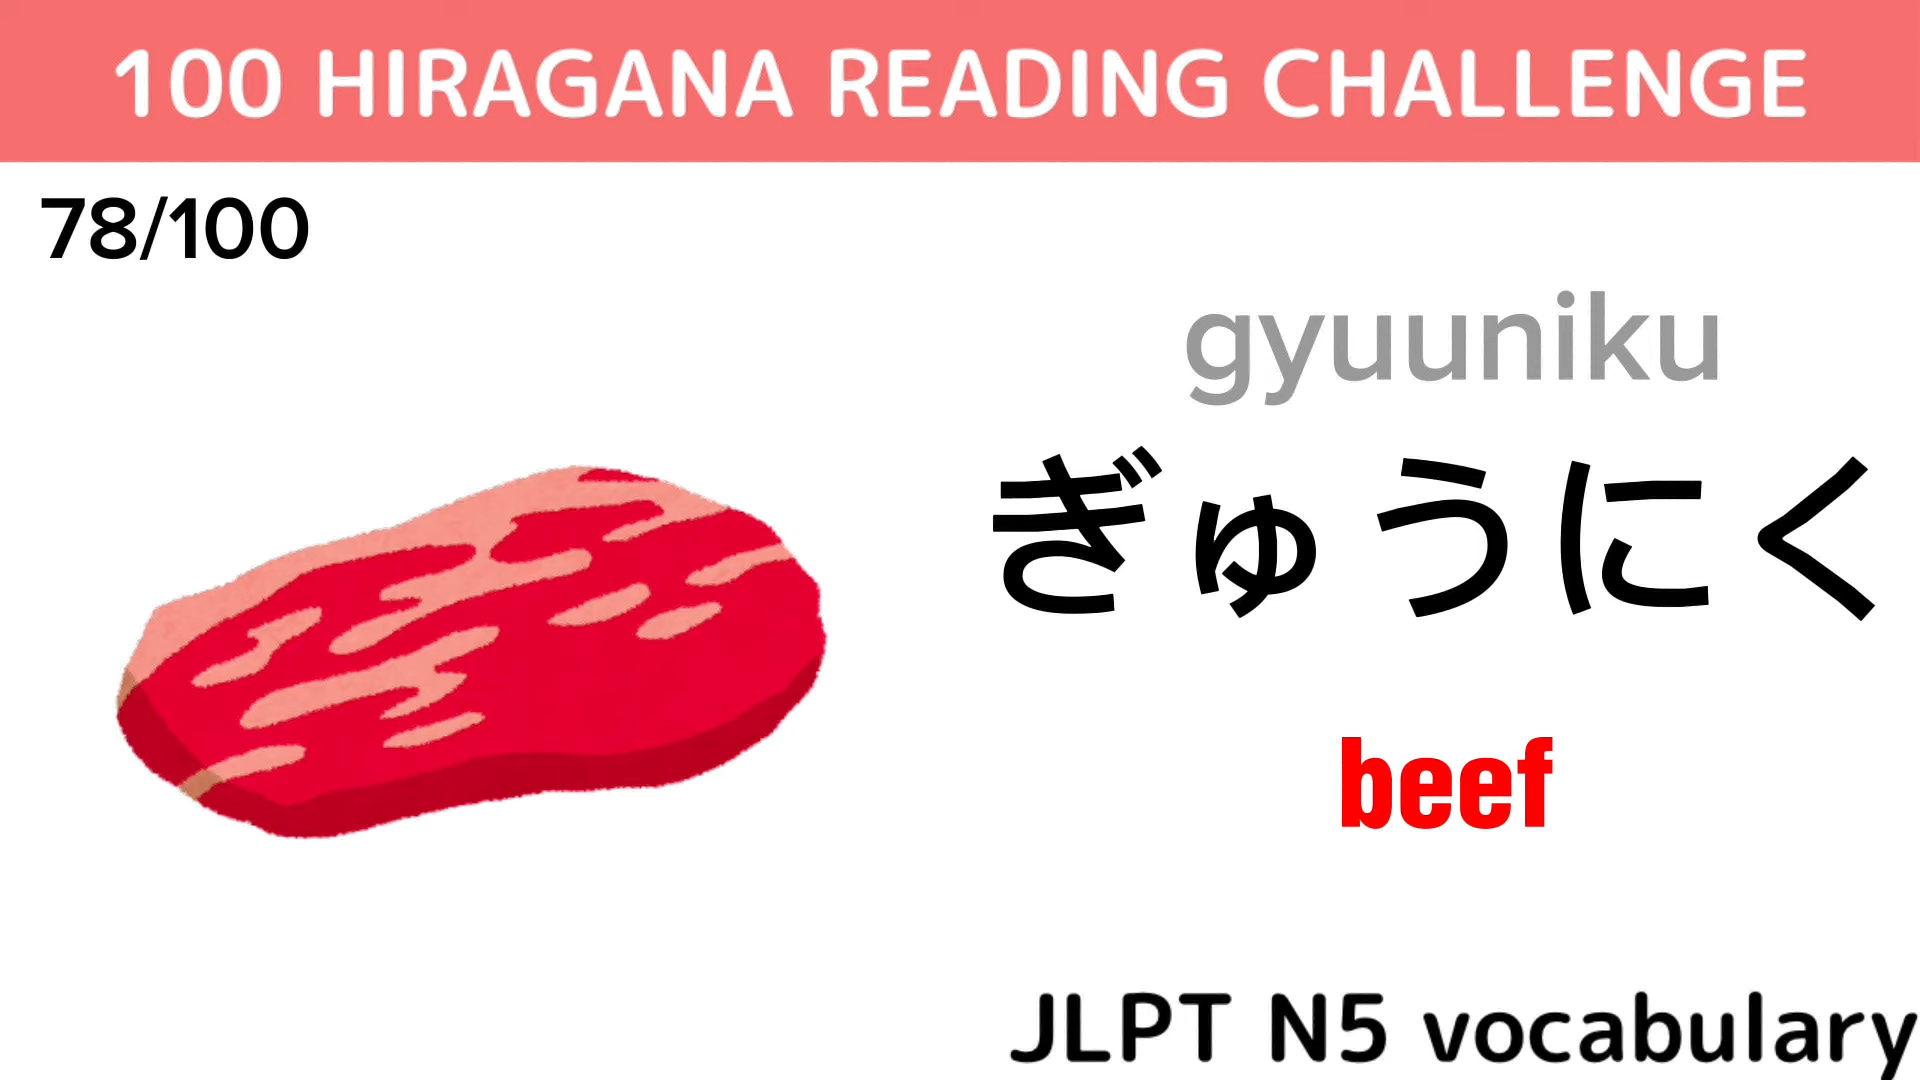 100 HIRAGANA READING CHALLENGE
78/100
gyuuniku
ぎゅうにく
beef
JLPT N5 vocabulary